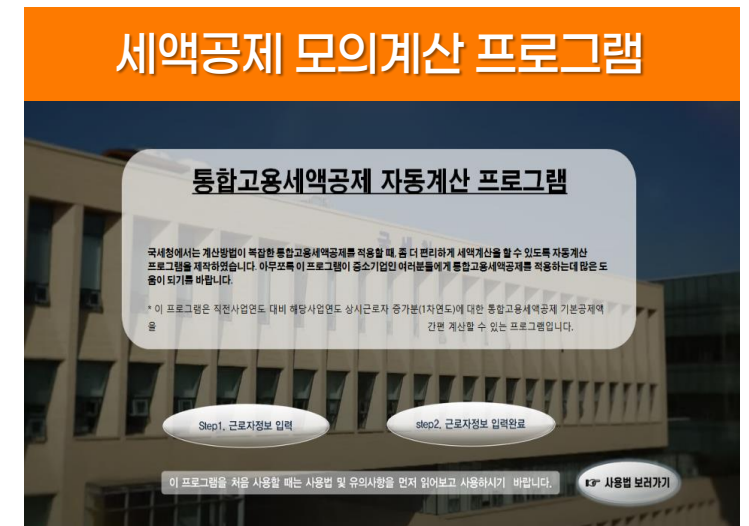 세액공제 모의계산 프로그램
통합고용세액공제 자동계산 프로그램
국세청에서는 계산방법이 복잡한 통합고용세액공제를 적용할 때, 좀 더 편리하게 세액계산을 할 수 있도록 자동계산
프로그램을 제작하였습니다. 아무쪼록 이 프로그램이 중소기업인 여러분들에게 통합고용세액공제를 적용하는데 많은 도
움이 되기를 바랍니다.
* 이 프로그램은 직전사업연도 대비 해당사업연도 상시근로자 증가분(1차연도)에 대한 통합고용세액공제 기본공제액
을 간편 계산할 수 있는 프로그램입니다.
Step1, 근로자정보 입력
step2, 근로자정보 입력완료
이 프로그램을 처음 사용할 때는 사용법 및 유의사항을 먼저 읽어보고 사용하시기 바랍니다.
☞ 사용법 보러가기